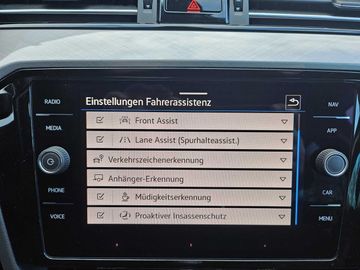 Einstellungen Fahrerassistenz
RADIO
MEDIA
PHONE
VOICE
Front Assist
Lane Assist (Spurhalteassist.)
Verkehrszeichenerkennung
Anhänger-Erkennung
Müdigkeitserkennung
Proaktiver Insassenschutz
NAV
APP
CAR
MENU